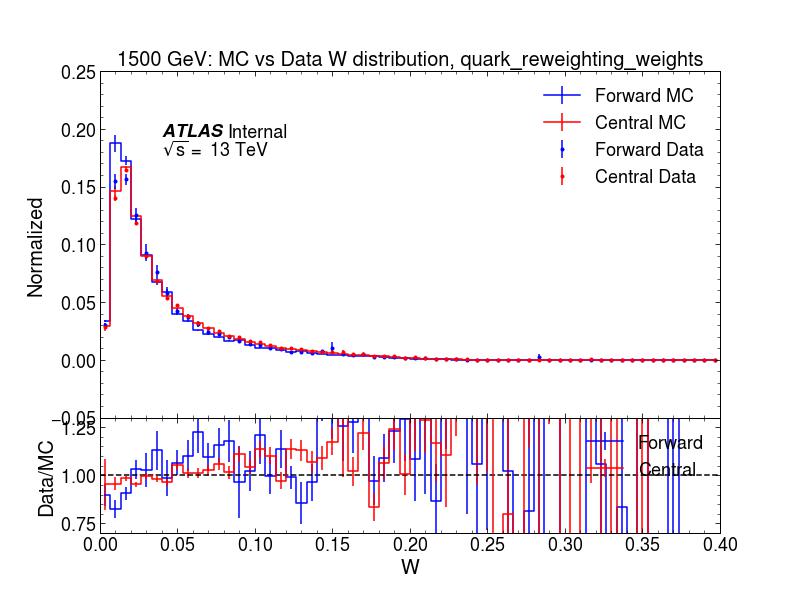 1500 GeV: MC vs Data W distribution, quark_reweighting_weights
0.25
0.20
0.15
0.10
0.05
0.00
−0.05
Normalized
ATLAS Internal
√s = 13 TeV
Forward MC
Central MC
Forward Data
Central Data
1.25
1.00
0.75
Data/MC
Forward
Central
0.00 0.05 0.10 0.15 0.20 0.25 0.30 0.35 0.40
W